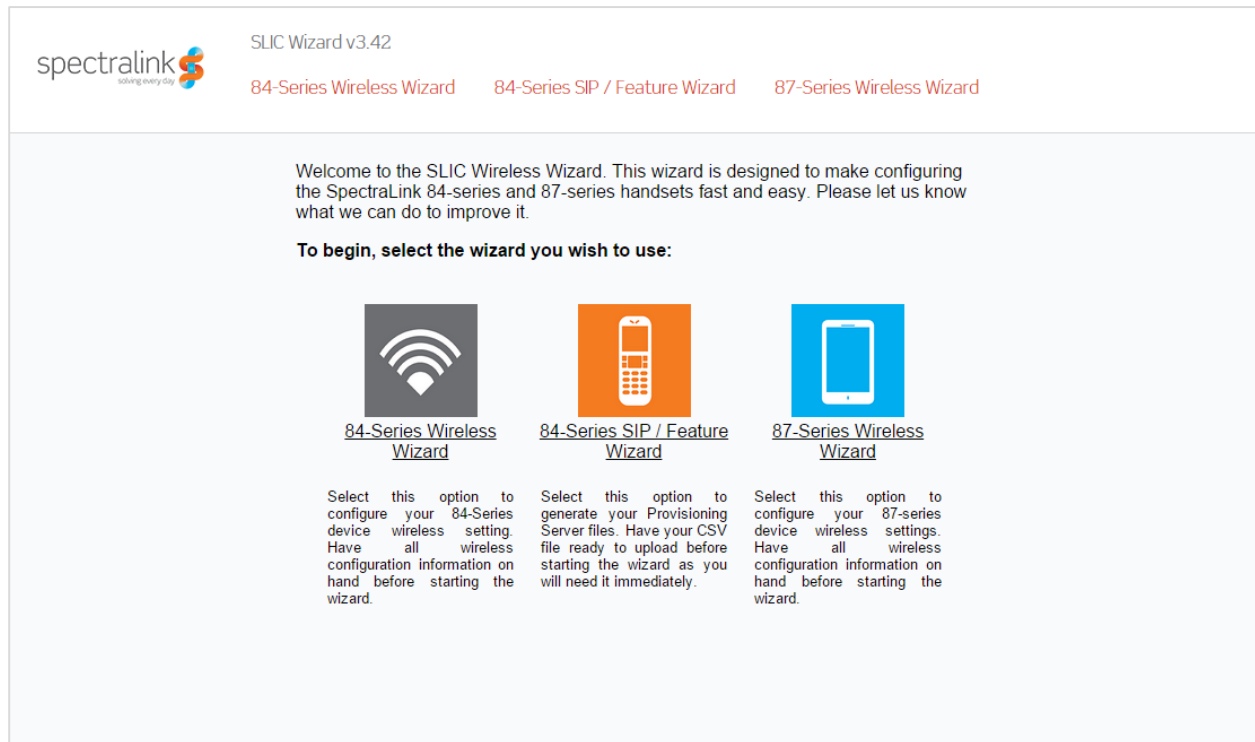 spectralink
solving every day
SLIC Wizard v3.42
84-Series Wireless Wizard
84-Series SIP / Feature Wizard
87-Series Wireless Wizard
Welcome to the SLIC Wireless Wizard. This wizard is designed to make configuring
the SpectraLink 84-series and 87-series handsets fast and easy. Please let us know
what we can do to improve it.
To begin, select the wizard you wish to use:
84-Series Wireless
Wizard
Select this option to
configure your 84-Series
device wireless setting.
Have all wireless
configuration information on
hand before starting the
wizard.
84-Series SIP / Feature
Wizard
Select this option to
generate your Provisioning
Server files. Have your CSV
file ready to upload before
starting the wizard as you
will need it immediately.
87-Series Wireless
Wizard
Select this option to
configure your 87-series
device wireless settings.
Have all wireless
configuration information on
hand before starting the
wizard.